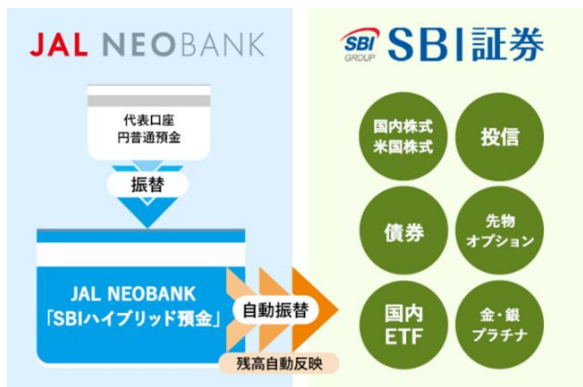 JAL NEOBANK
代表口座
円普通預金
振替
JAL NEOBANK
「SBIハイブリッド預金」
自動振替
残高自動反映
SBI
GROUP
SBI証券
国内株式
米国株式
投信
債券
先物
オプション
国内
ETF
金・銀
プラチナ